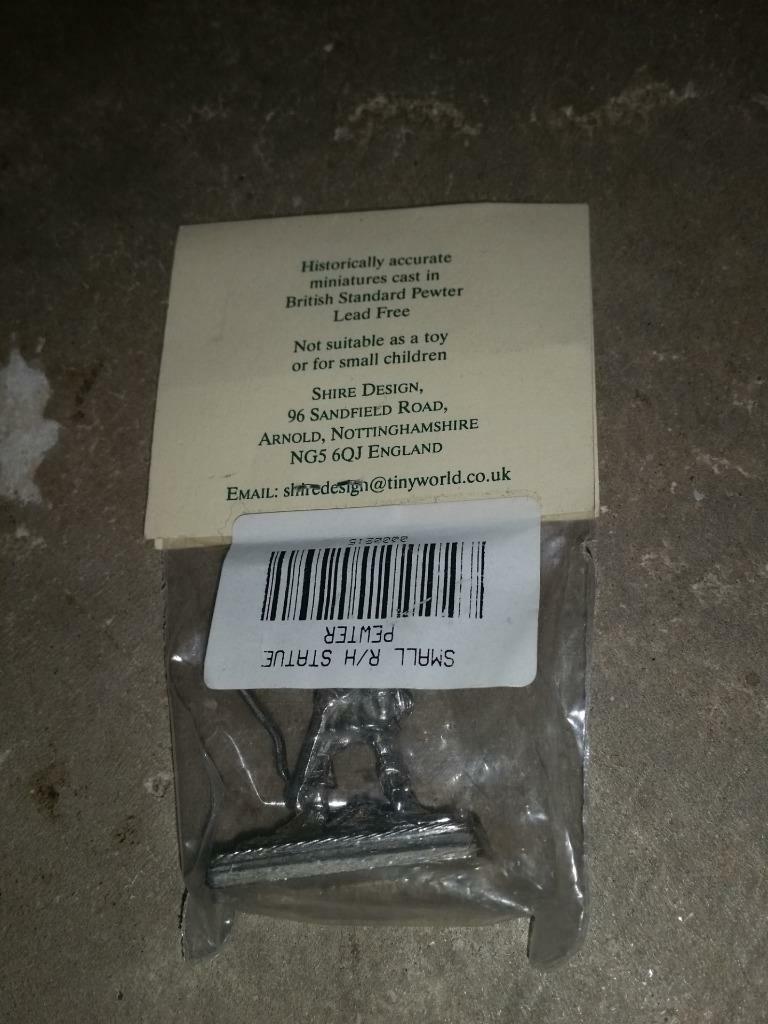 Historically accurate
miniatures cast in
British Standard Pewter
Lead Free
Not suitable as a toy
or for small children
SHIRE DESIGN,
96 SANDFIELD ROAD,
ARNOLD, NOTTINGHAMSHIRE
NG5 6QJ ENGLAND
EMAIL: shiredesign@tinyworld.co.uk
SMALL R/H STATUE
PEWTER